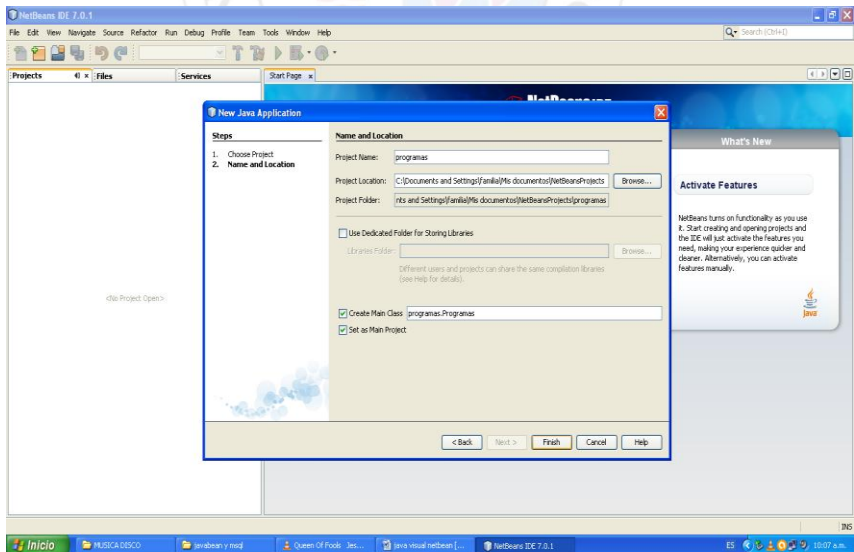 NetBeans IDE 7.0.1
File Edit View Navigate Source Refactor Run Debug Profile Team Tools Window Help
Search (Ctrl+I)
Projects
Files
Services
Start Page
<No Project Open>
New Java Application
Steps
1. Choose Project
2. Name and Location
Name and Location
Project Name: programas
Project Location: C:\Documents and Settings\familia\Mis documentos\NetBeansProjects Browse...
Project Folder: nts and Settings\familia\Mis documentos\NetBeansProjects\programas
Use Dedicated Folder for Storing Libraries
Libraries Folder: Browse...
Different users and projects can share the same compilation libraries
(see Help for details).
Create Main Class programas.Programas
Set as Main Project
< Back Next > Finish Cancel Help
What's New
Activate Features
NetBeans turns on functionality as you use
it. Start creating and opening projects and
the IDE will just activate the features you
need, making your experience quicker and
cleaner. Alternatively, you can activate
features manually.
Java
INS
Inicio
MUSICA DISCO
javabean y msql
Queen Of Fools Jes...
java visual netbean [...
NetBeans IDE 7.0.1
ES
10:07 a.m.